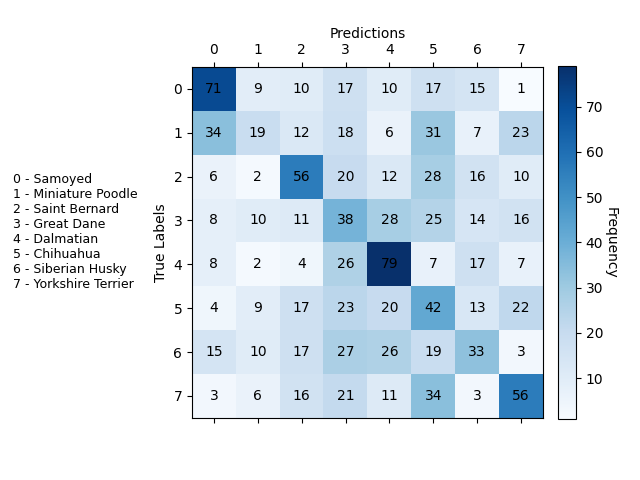 Predictions
0 1 2 3 4 5 6 7
0 71 9 10 17 10 17 15 1
1 34 19 12 18 6 31 7 23
2 6 2 56 20 12 28 16 10
3 8 10 11 38 28 25 14 16
4 8 2 4 26 79 7 17 7
5 4 9 17 23 20 42 13 22
6 15 10 17 27 26 19 33 3
7 3 6 16 21 11 34 3 56
True Labels
0 - Samoyed
1 - Miniature Poodle
2 - Saint Bernard
3 - Great Dane
4 - Dalmatian
5 - Chihuahua
6 - Siberian Husky
7 - Yorkshire Terrier
70
60
50
40
30
20
10
Frequency